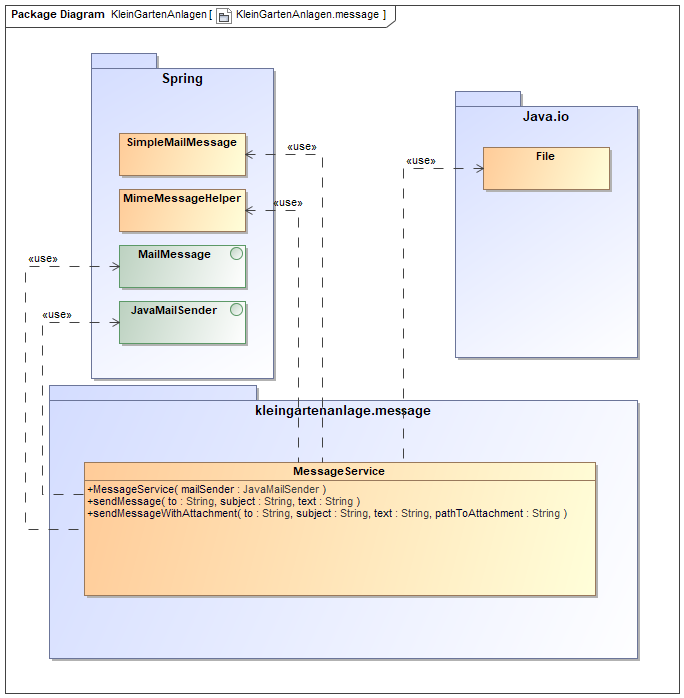 Package Diagram KleinGartenAnlagen [ KleinGartenAnlagen.message ]
Spring
SimpleMailMessage
«use»
MimeMessageHelper
«use»
MailMessage
«use»
JavaMailSender
«use»
Java.io
File
«use»
kleingartenanlage.message
MessageService
+MessageService( mailSender : JavaMailSender )
+sendMessage( to : String, subject : String, text : String )
+sendMessageWithAttachment( to : String, subject : String, text : String, pathToAttachment : String )